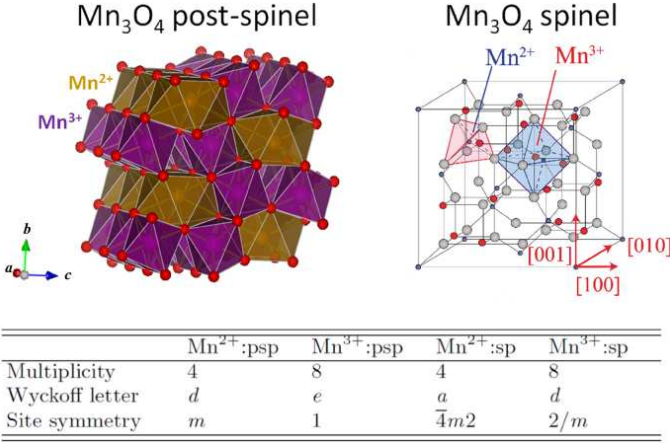 Mn₃O₄ post-spinel
Mn₃O₄ spinel
Mn²⁺
Mn³⁺
Mn²⁺
Mn³⁺
b
a
c
[001]
[010]
[100]
Mn²⁺:psp Mn³⁺:psp Mn²⁺:sp Mn³⁺:sp
Multiplicity 4 8 4 8
Wyckoff letter d e a d
Site symmetry m 1 4̅m2 2/m